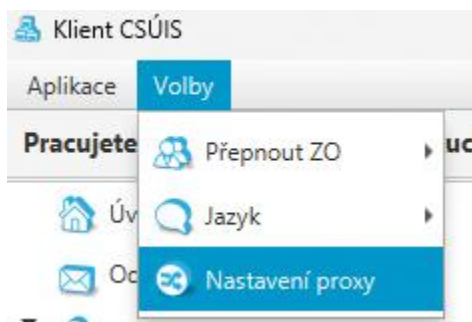 Klient CSÚIS
Aplikace Volby
Pracujete
Přepnout ZO
Jazyk
Nastavení proxy